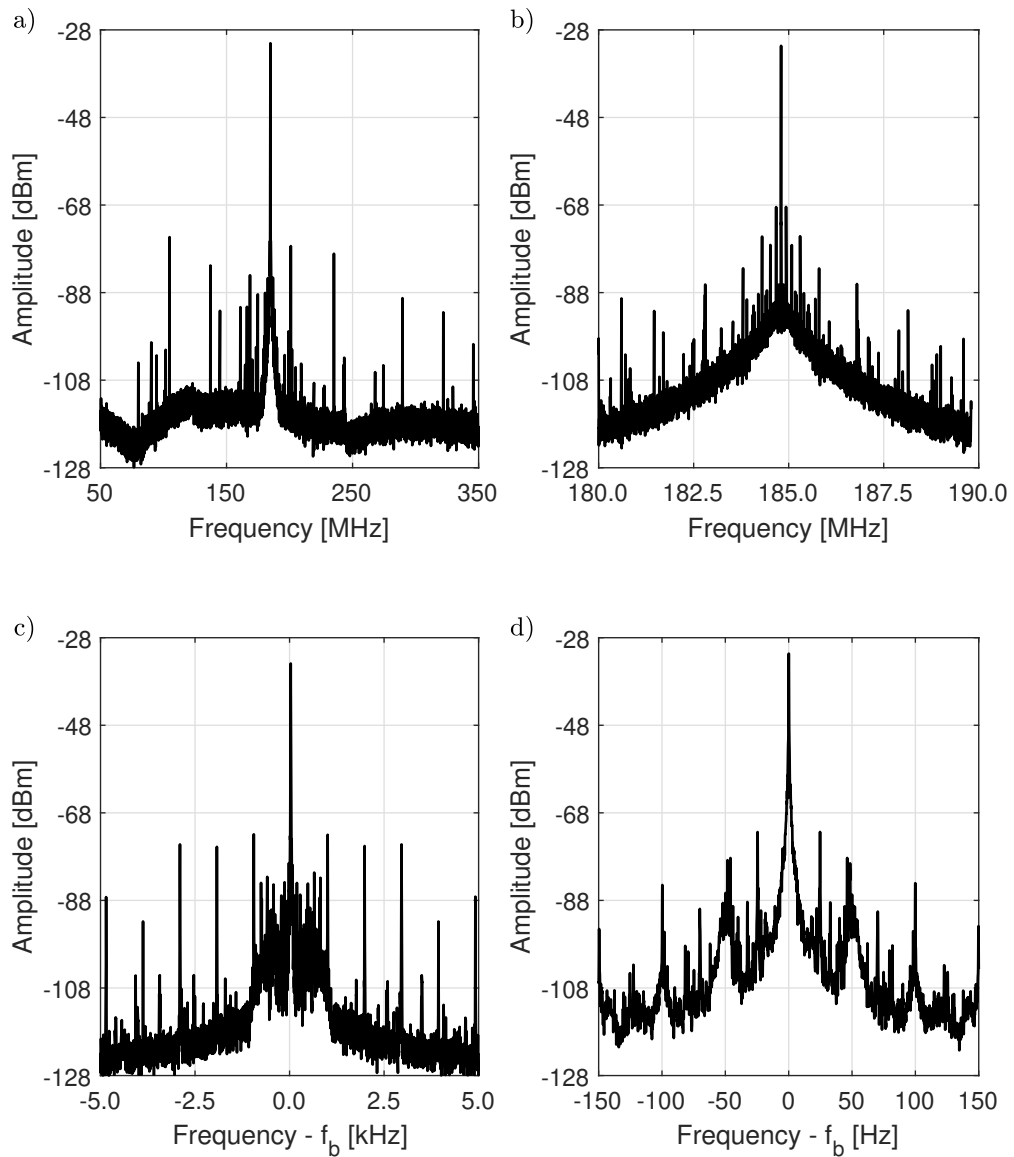 a)
-28
-48
-68
-88
-108
-128
Amplitude [dBm]
50 150 250 350
Frequency [MHz]
b)
-28
-48
-68
-88
-108
-128
Amplitude [dBm]
180.0 182.5 185.0 187.5 190.0
Frequency [MHz]
c)
-28
-48
-68
-88
-108
-128
Amplitude [dBm]
-5.0 -2.5 0.0 2.5 5.0
Frequency - f_b [kHz]
d)
-28
-48
-68
-88
-108
-128
Amplitude [dBm]
-150 -100 -50 0 50 100 150
Frequency - f_b [Hz]